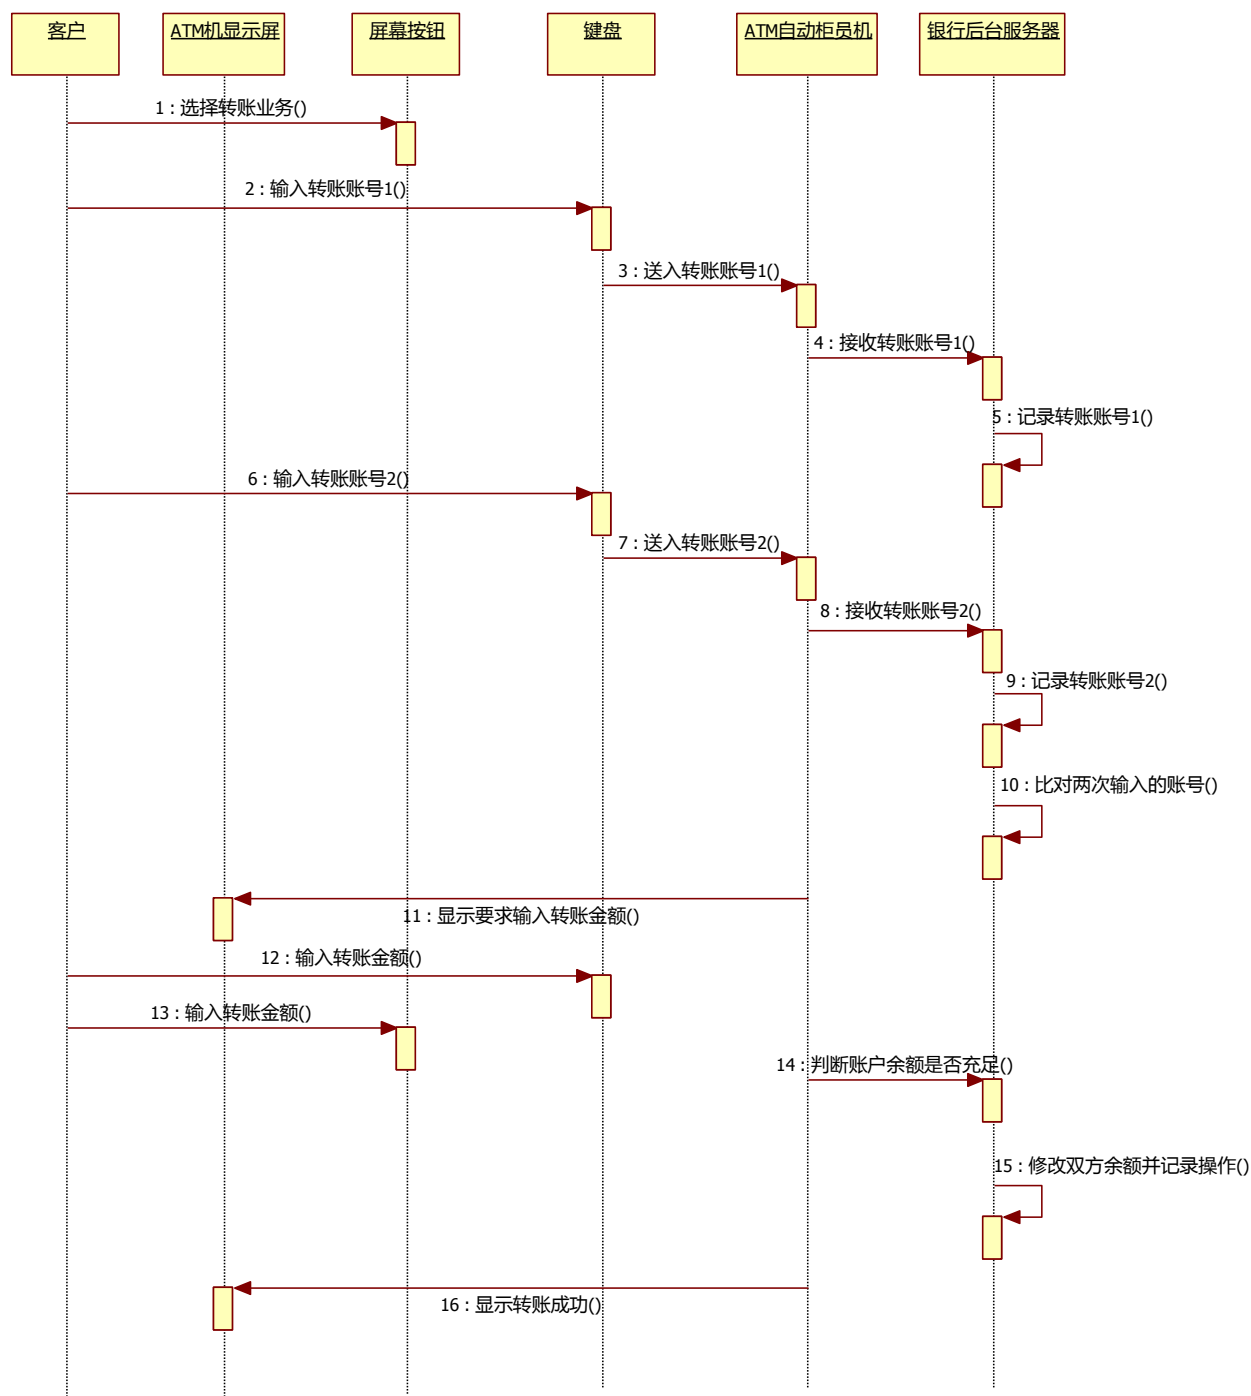 客户
ATM机显示屏
屏幕按钮
键盘
ATM自动柜员机
银行后台服务器
1 : 选择转账业务()
2 : 输入转账账号1()
3 : 送入转账账号1()
4 : 接收转账账号1()
5 : 记录转账账号1()
6 : 输入转账账号2()
7 : 送入转账账号2()
8 : 接收转账账号2()
9 : 记录转账账号2()
10 : 比对两次输入的账号()
11 : 显示要求输入转账金额()
12 : 输入转账金额()
13 : 输入转账金额()
14 : 判断账户余额是否充足()
15 : 修改双方余额并记录操作()
16 : 显示转账成功()